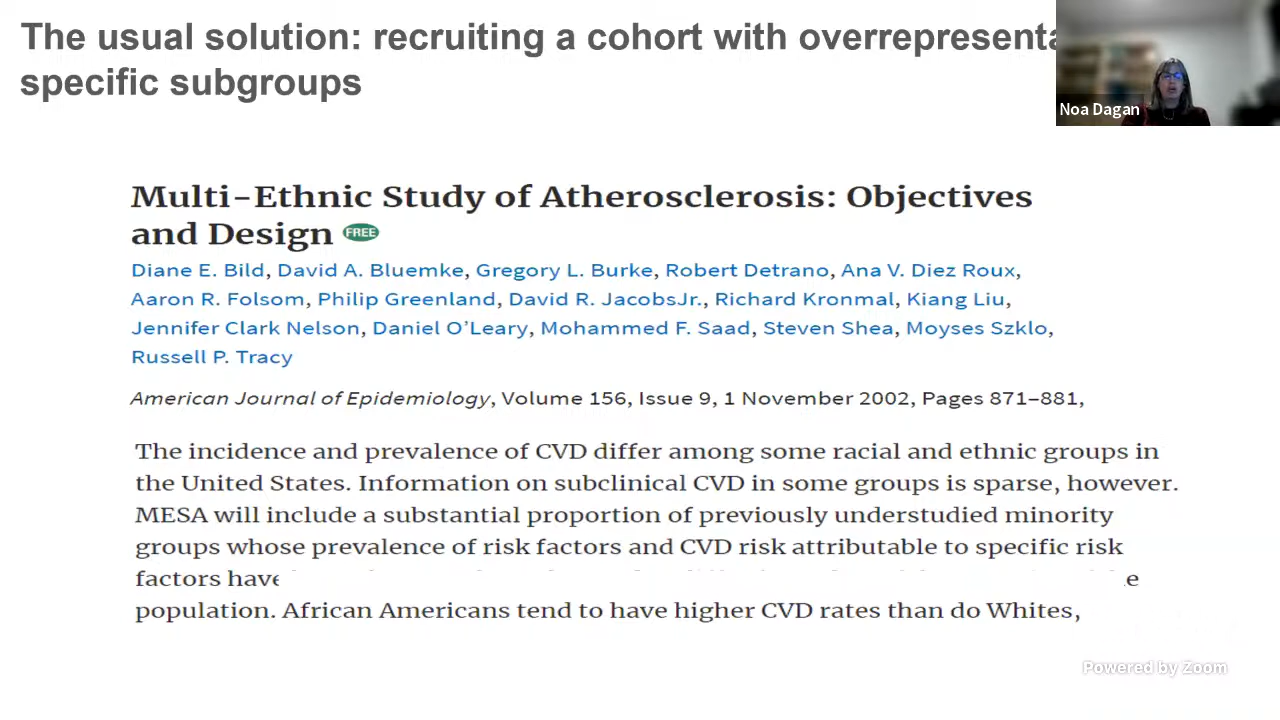 The usual solution: recruiting a cohort with
specific subgroups
Noa Dagan
Multi-Ethnic Study of Atherosclerosis: Objectives
and Design FREE
Diane E. Bild, David A. Bluemke, Gregory L. Burke, Robert Detrano, Ana V. Diez Roux,
Aaron R. Folsom, Philip Greenland, David R. JacobsJr., Richard Kronmal, Kiang Liu,
Jennifer Clark Nelson, Daniel O’Leary, Mohammed F. Saad, Steven Shea, Moyses Szklo,
Russell P. Tracy
American Journal of Epidemiology, Volume 156, Issue 9, 1 November 2002, Pages 871–881,
The incidence and prevalence of CVD differ among some racial and ethnic groups in
the United States. Information on subclinical CVD in some groups is sparse, however.
MESA will include a substantial proportion of previously understudied minority
groups whose prevalence of risk factors and CVD risk attributable to specific risk
factors have
population. African Americans tend to have higher CVD rates than do Whites,
Powered by Zoom